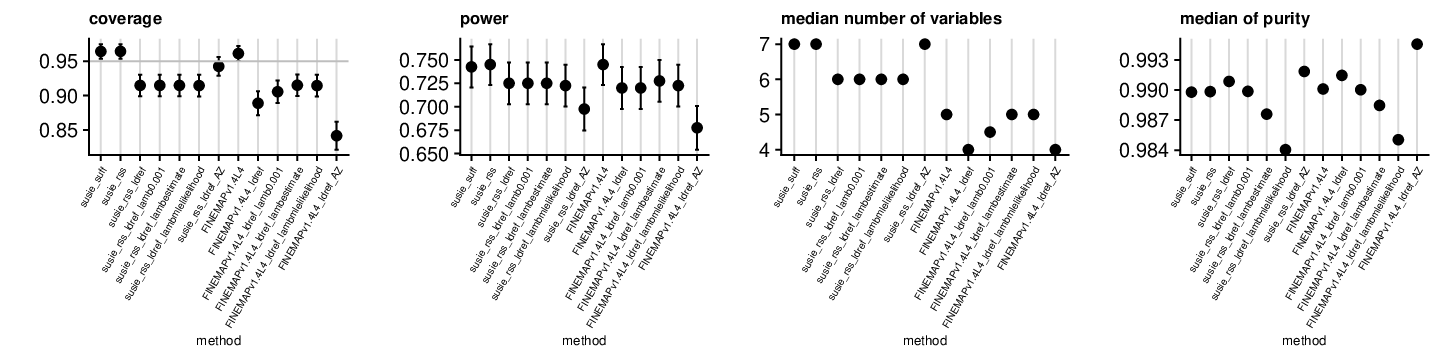 coverage
0.95
0.90
0.85
susie_suff
susie_rss
susie_rss_ldref
susie_rss_ldref_lamb0.001
susie_rss_ldref_lambestimate
susie_rss_ldref_lambmlelikelihood
susie_rss_ldref_AZ
FINEMAPv1.4L4
FINEMAPv1.4L4_ldref
FINEMAPv1.4L4_ldref_lamb0.001
FINEMAPv1.4L4_ldref_lambestimate
FINEMAPv1.4L4_ldref_lambmlelikelihood
FINEMAPv1.4L4_ldref_AZ
method
power
0.750
0.725
0.700
0.675
0.650
susie_suff
susie_rss
susie_rss_ldref
susie_rss_ldref_lamb0.001
susie_rss_ldref_lambestimate
susie_rss_ldref_lambmlelikelihood
susie_rss_ldref_AZ
FINEMAPv1.4L4
FINEMAPv1.4L4_ldref
FINEMAPv1.4L4_ldref_lamb0.001
FINEMAPv1.4L4_ldref_lambestimate
FINEMAPv1.4L4_ldref_lambmlelikelihood
FINEMAPv1.4L4_ldref_AZ
method
median number of variables
7
6
5
4
susie_suff
susie_rss
susie_rss_ldref
susie_rss_ldref_lamb0.001
susie_rss_ldref_lambestimate
susie_rss_ldref_lambmlelikelihood
susie_rss_ldref_AZ
FINEMAPv1.4L4
FINEMAPv1.4L4_ldref
FINEMAPv1.4L4_ldref_lamb0.001
FINEMAPv1.4L4_ldref_lambestimate
FINEMAPv1.4L4_ldref_lambmlelikelihood
FINEMAPv1.4L4_ldref_AZ
method
median of purity
0.993
0.990
0.987
0.984
susie_suff
susie_rss
susie_rss_ldref
susie_rss_ldref_lamb0.001
susie_rss_ldref_lambestimate
susie_rss_ldref_lambmlelikelihood
susie_rss_ldref_AZ
FINEMAPv1.4L4
FINEMAPv1.4L4_ldref
FINEMAPv1.4L4_ldref_lamb0.001
FINEMAPv1.4L4_ldref_lambestimate
FINEMAPv1.4L4_ldref_lambmlelikelihood
FINEMAPv1.4L4_ldref_AZ
method